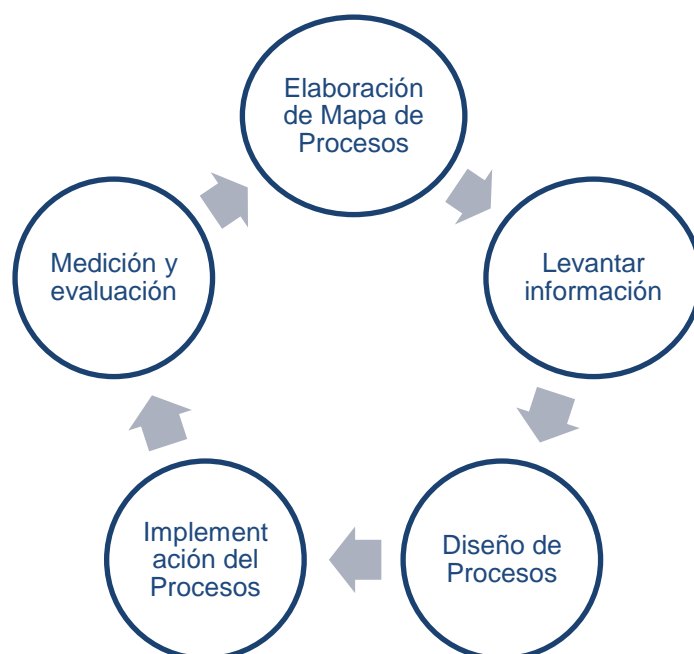 Elaboración
de Mapa de
Procesos
Levantar
información
Diseño de
Procesos
Implement
ación del
Procesos
Medición y
evaluación